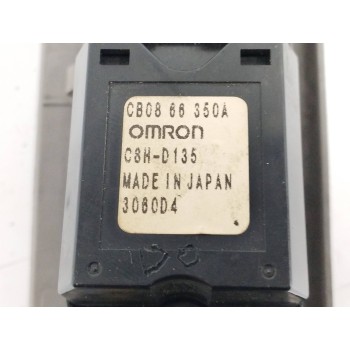 CB08 66 350A
OMRON
C8H-D135
MADE IN JAPAN
3060D4